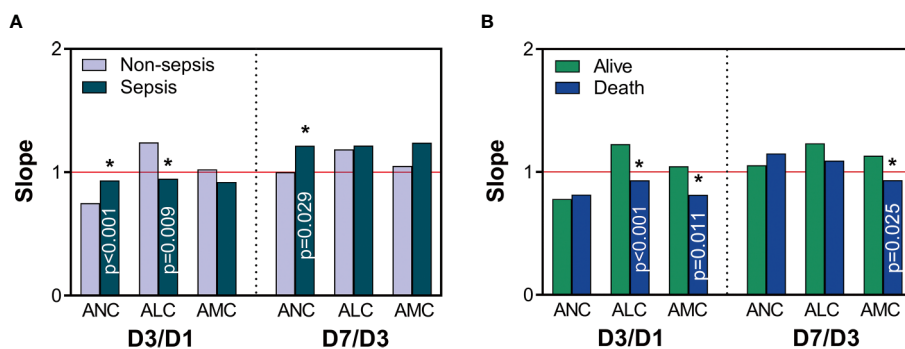 A
Slope
2
1
0
Non-sepsis
Sepsis
*
*
*
p<0.001
p=0.009
p=0.029
ANC ALC AMC ANC ALC AMC
D3/D1 D7/D3
B
Slope
2
1
0
Alive
Death
*
*
*
p<0.001
p=0.011
p=0.025
ANC ALC AMC ANC ALC AMC
D3/D1 D7/D3